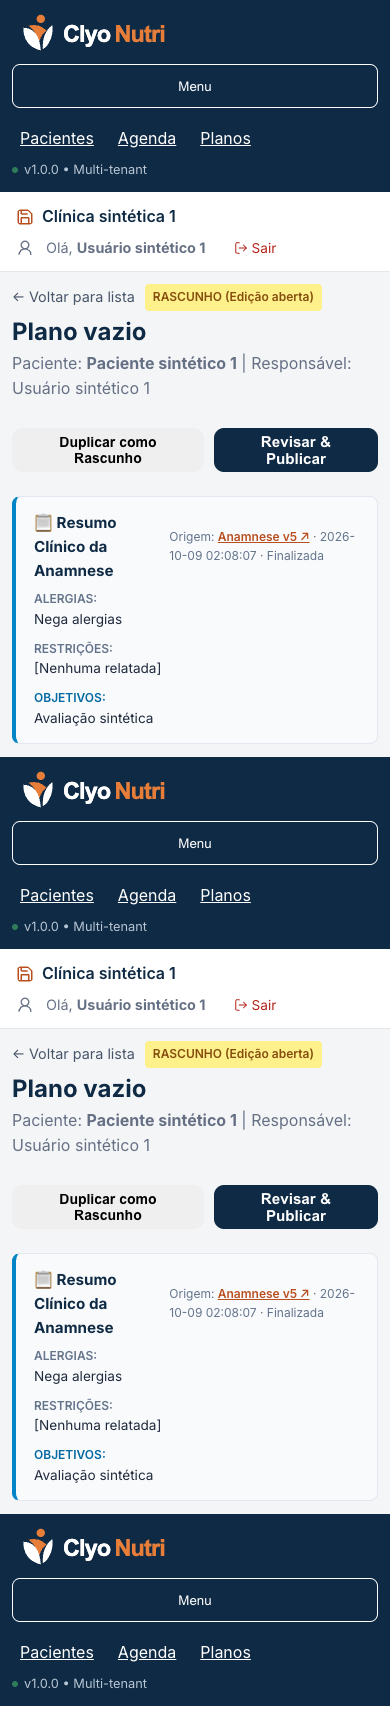 Clyo Nutri
Menu
Pacientes Agenda Planos
v1.0.0 • Multi-tenant
Clínica sintética 1
Olá, Usuário sintético 1 Sair
← Voltar para lista RASCUNHO (Edição aberta)
Plano vazio
Paciente: Paciente sintético 1 | Responsável:
Usuário sintético 1
Duplicar como
Rascunho
Revisar &
Publicar
📋 Resumo
Clínico da
Anamnese
Origem: Anamnese v5 ↗ · 2026-
10-09 02:08:07 · Finalizada
ALERGIAS:
Nega alergias
RESTRIÇÕES:
[Nenhuma relatada]
OBJETIVOS:
Avaliação sintética
Clyo Nutri
Menu
Pacientes Agenda Planos
v1.0.0 • Multi-tenant
Clínica sintética 1
Olá, Usuário sintético 1 Sair
← Voltar para lista RASCUNHO (Edição aberta)
Plano vazio
Paciente: Paciente sintético 1 | Responsável:
Usuário sintético 1
Duplicar como
Rascunho
Revisar &
Publicar
📋 Resumo
Clínico da
Anamnese
Origem: Anamnese v5 ↗ · 2026-
10-09 02:08:07 · Finalizada
ALERGIAS:
Nega alergias
RESTRIÇÕES:
[Nenhuma relatada]
OBJETIVOS:
Avaliação sintética
Clyo Nutri
Menu
Pacientes Agenda Planos
v1.0.0 • Multi-tenant